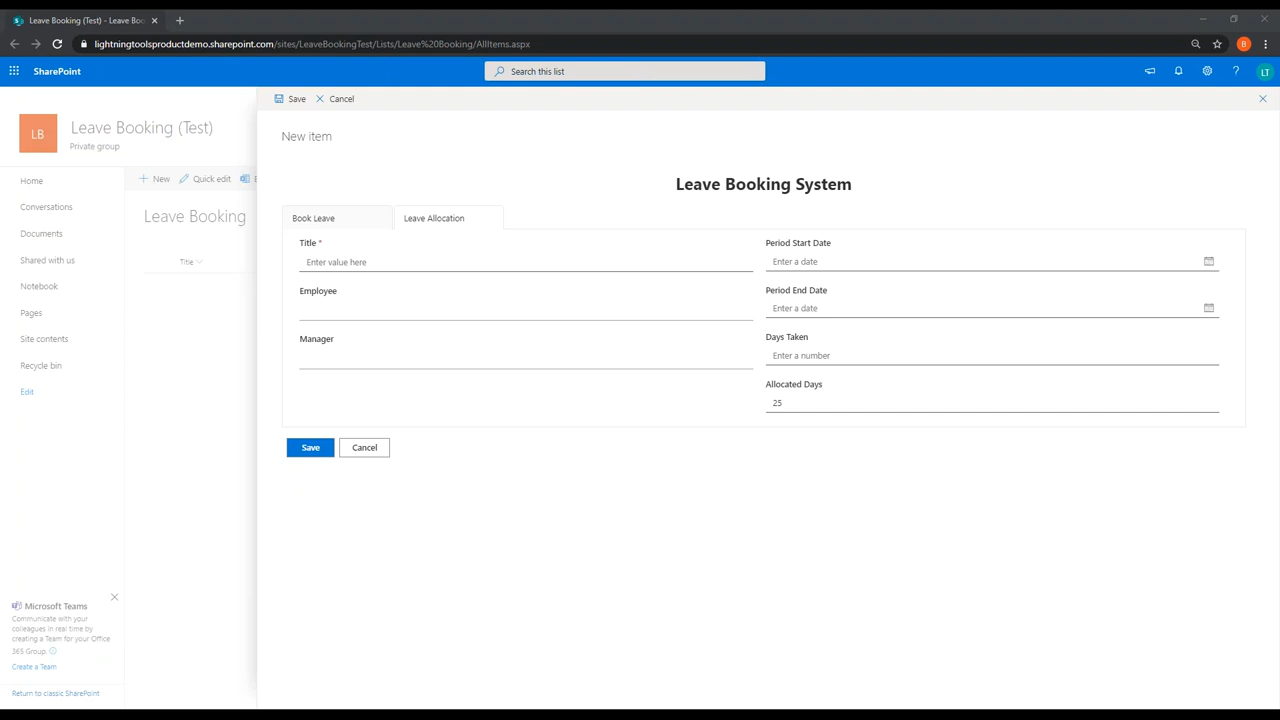 Leave Booking (Test) - Leave Boo
lightningtoolsproductdemo.sharepoint.com/sites/LeaveBookingTest/Lists/Leave%20Booking/AllItems.aspx
B
SharePoint
Search this list
?
LT
Save
Cancel
LB
Leave Booking (Test)
Private group
New item
Home
Conversations
Documents
Shared with us
Notebook
Pages
Site contents
Recycle bin
Edit
New
Quick edit
Leave Booking
Title
Leave Booking System
Book Leave
Leave Allocation
Title *
Enter value here
Employee
Manager
Period Start Date
Enter a date
Period End Date
Enter a date
Days Taken
Enter a number
Allocated Days
25
Save
Cancel
Microsoft Teams
Communicate with your
colleagues in real time by
creating a Team for your Office
365 Group.
Create a Team
Return to classic SharePoint